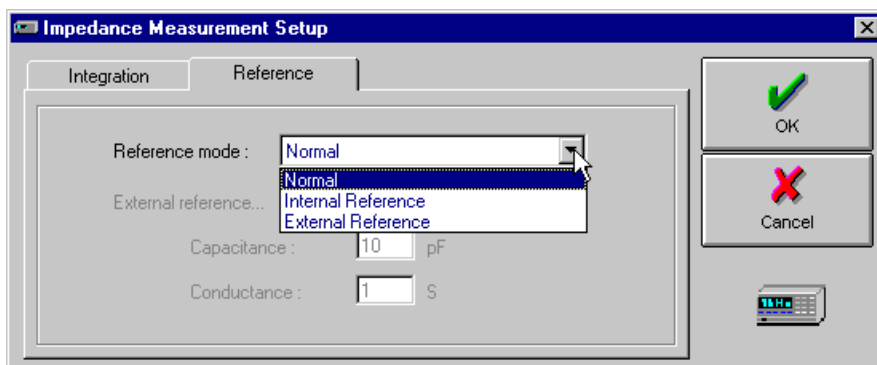 Impedance Measurement Setup
Integration
Reference
OK
Reference mode :
Normal
Normal
Internal Reference
External Reference
External reference...
Cancel
Capacitance :
10
pF
Conductance :
1
S